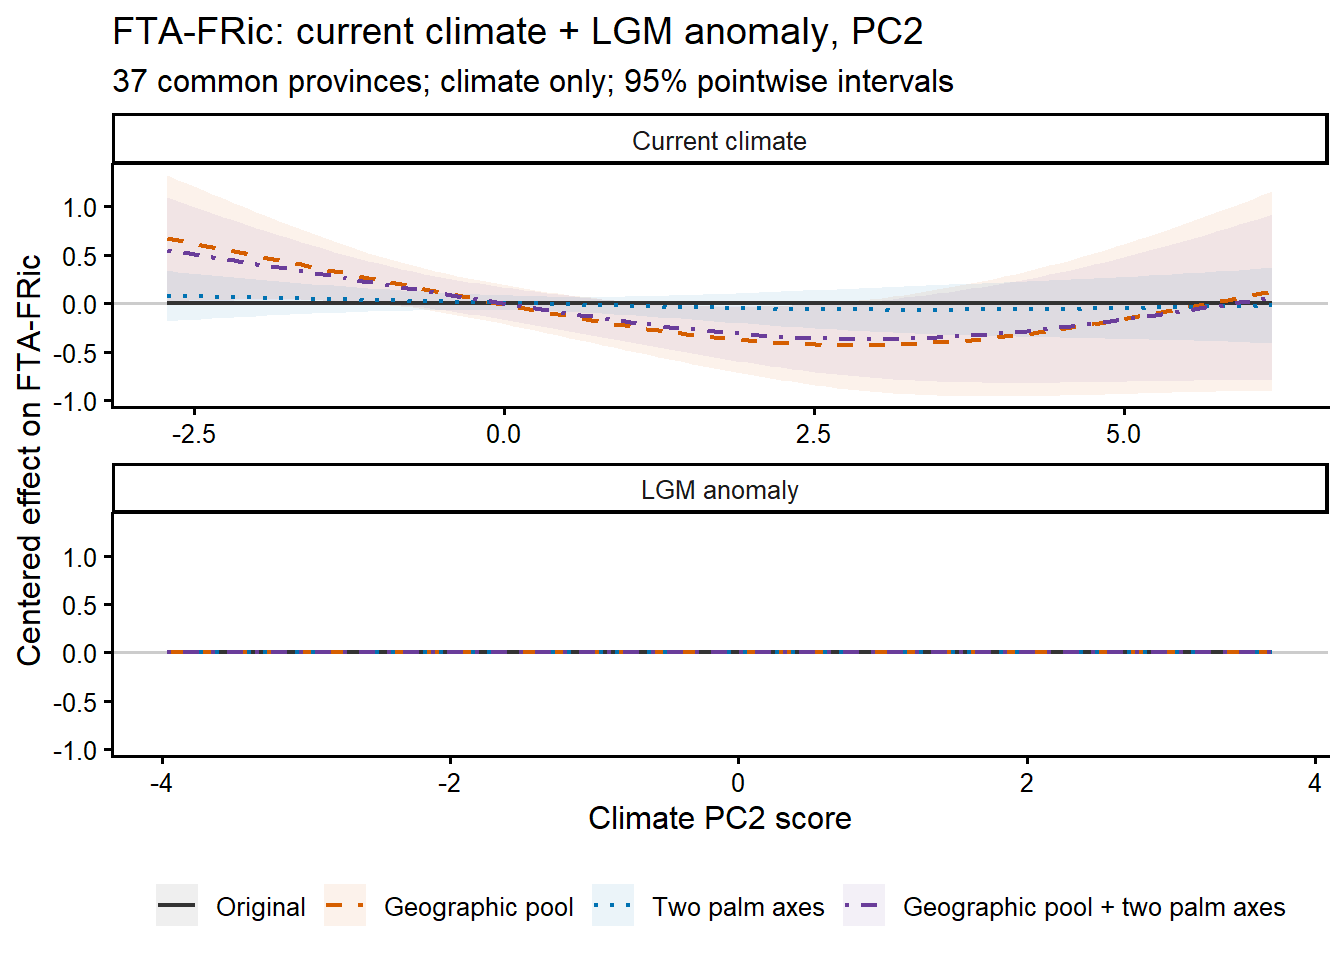 FTA-FRic: current climate + LGM anomaly, PC2
37 common provinces; climate only; 95% pointwise intervals
Current climate
1.0
0.5
0.0
-0.5
-1.0
-2.5 0.0 2.5 5.0
LGM anomaly
1.0
0.5
0.0
-0.5
-1.0
-4 -2 0 2 4
Centered effect on FTA-FRic
Climate PC2 score
Original Geographic pool Two palm axes Geographic pool + two palm axes